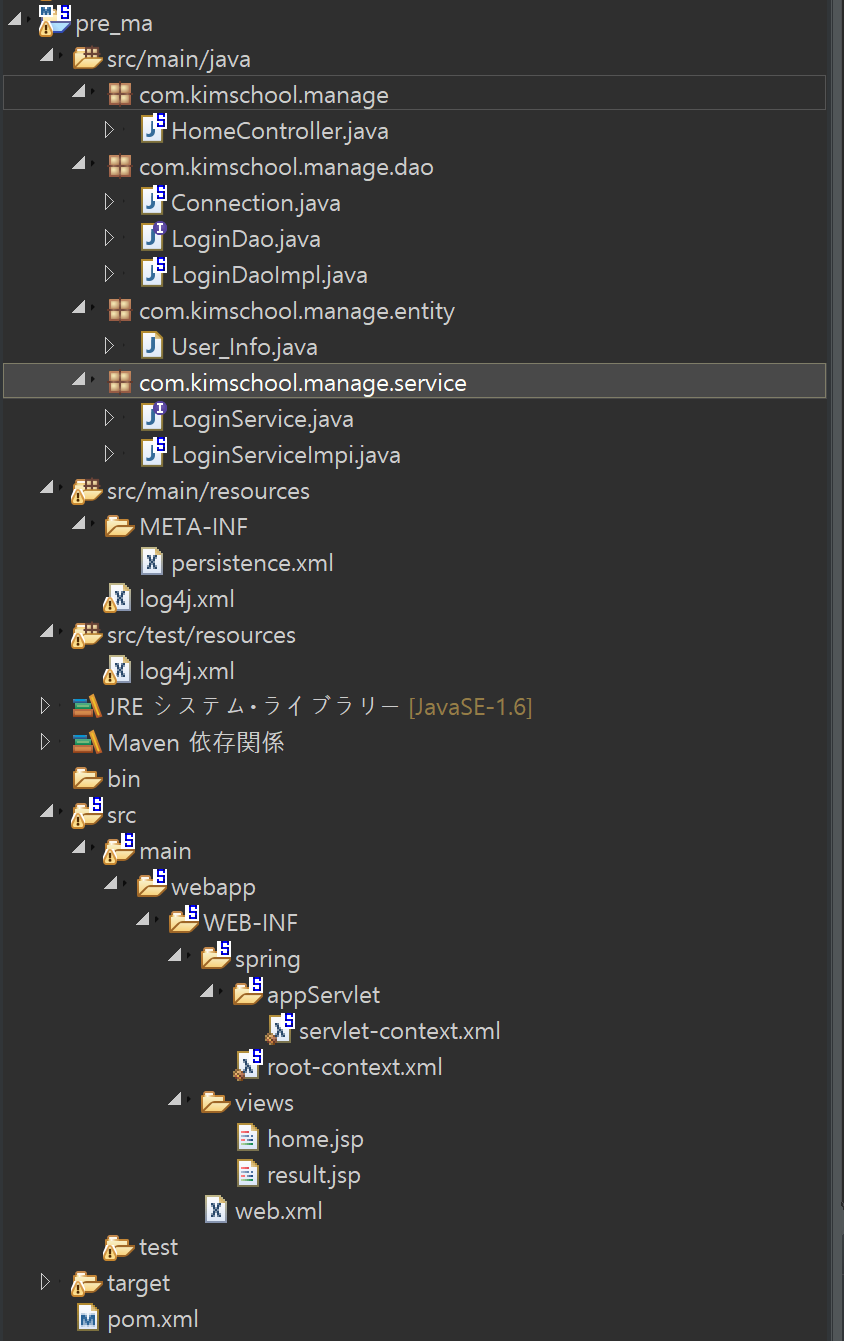 pre_ma
src/main/java
com.kimschool.manage
HomeController.java
com.kimschool.manage.dao
Connection.java
LoginDao.java
LoginDaoImpl.java
com.kimschool.manage.entity
User_Info.java
com.kimschool.manage.service
LoginService.java
LoginServiceImpi.java
src/main/resources
META-INF
persistence.xml
log4j.xml
src/test/resources
log4j.xml
JRE システム・ライブラリー [JavaSE-1.6]
Maven 依存関係
bin
src
main
webapp
WEB-INF
spring
appServlet
servlet-context.xml
root-context.xml
views
home.jsp
result.jsp
web.xml
test
target
pom.xml